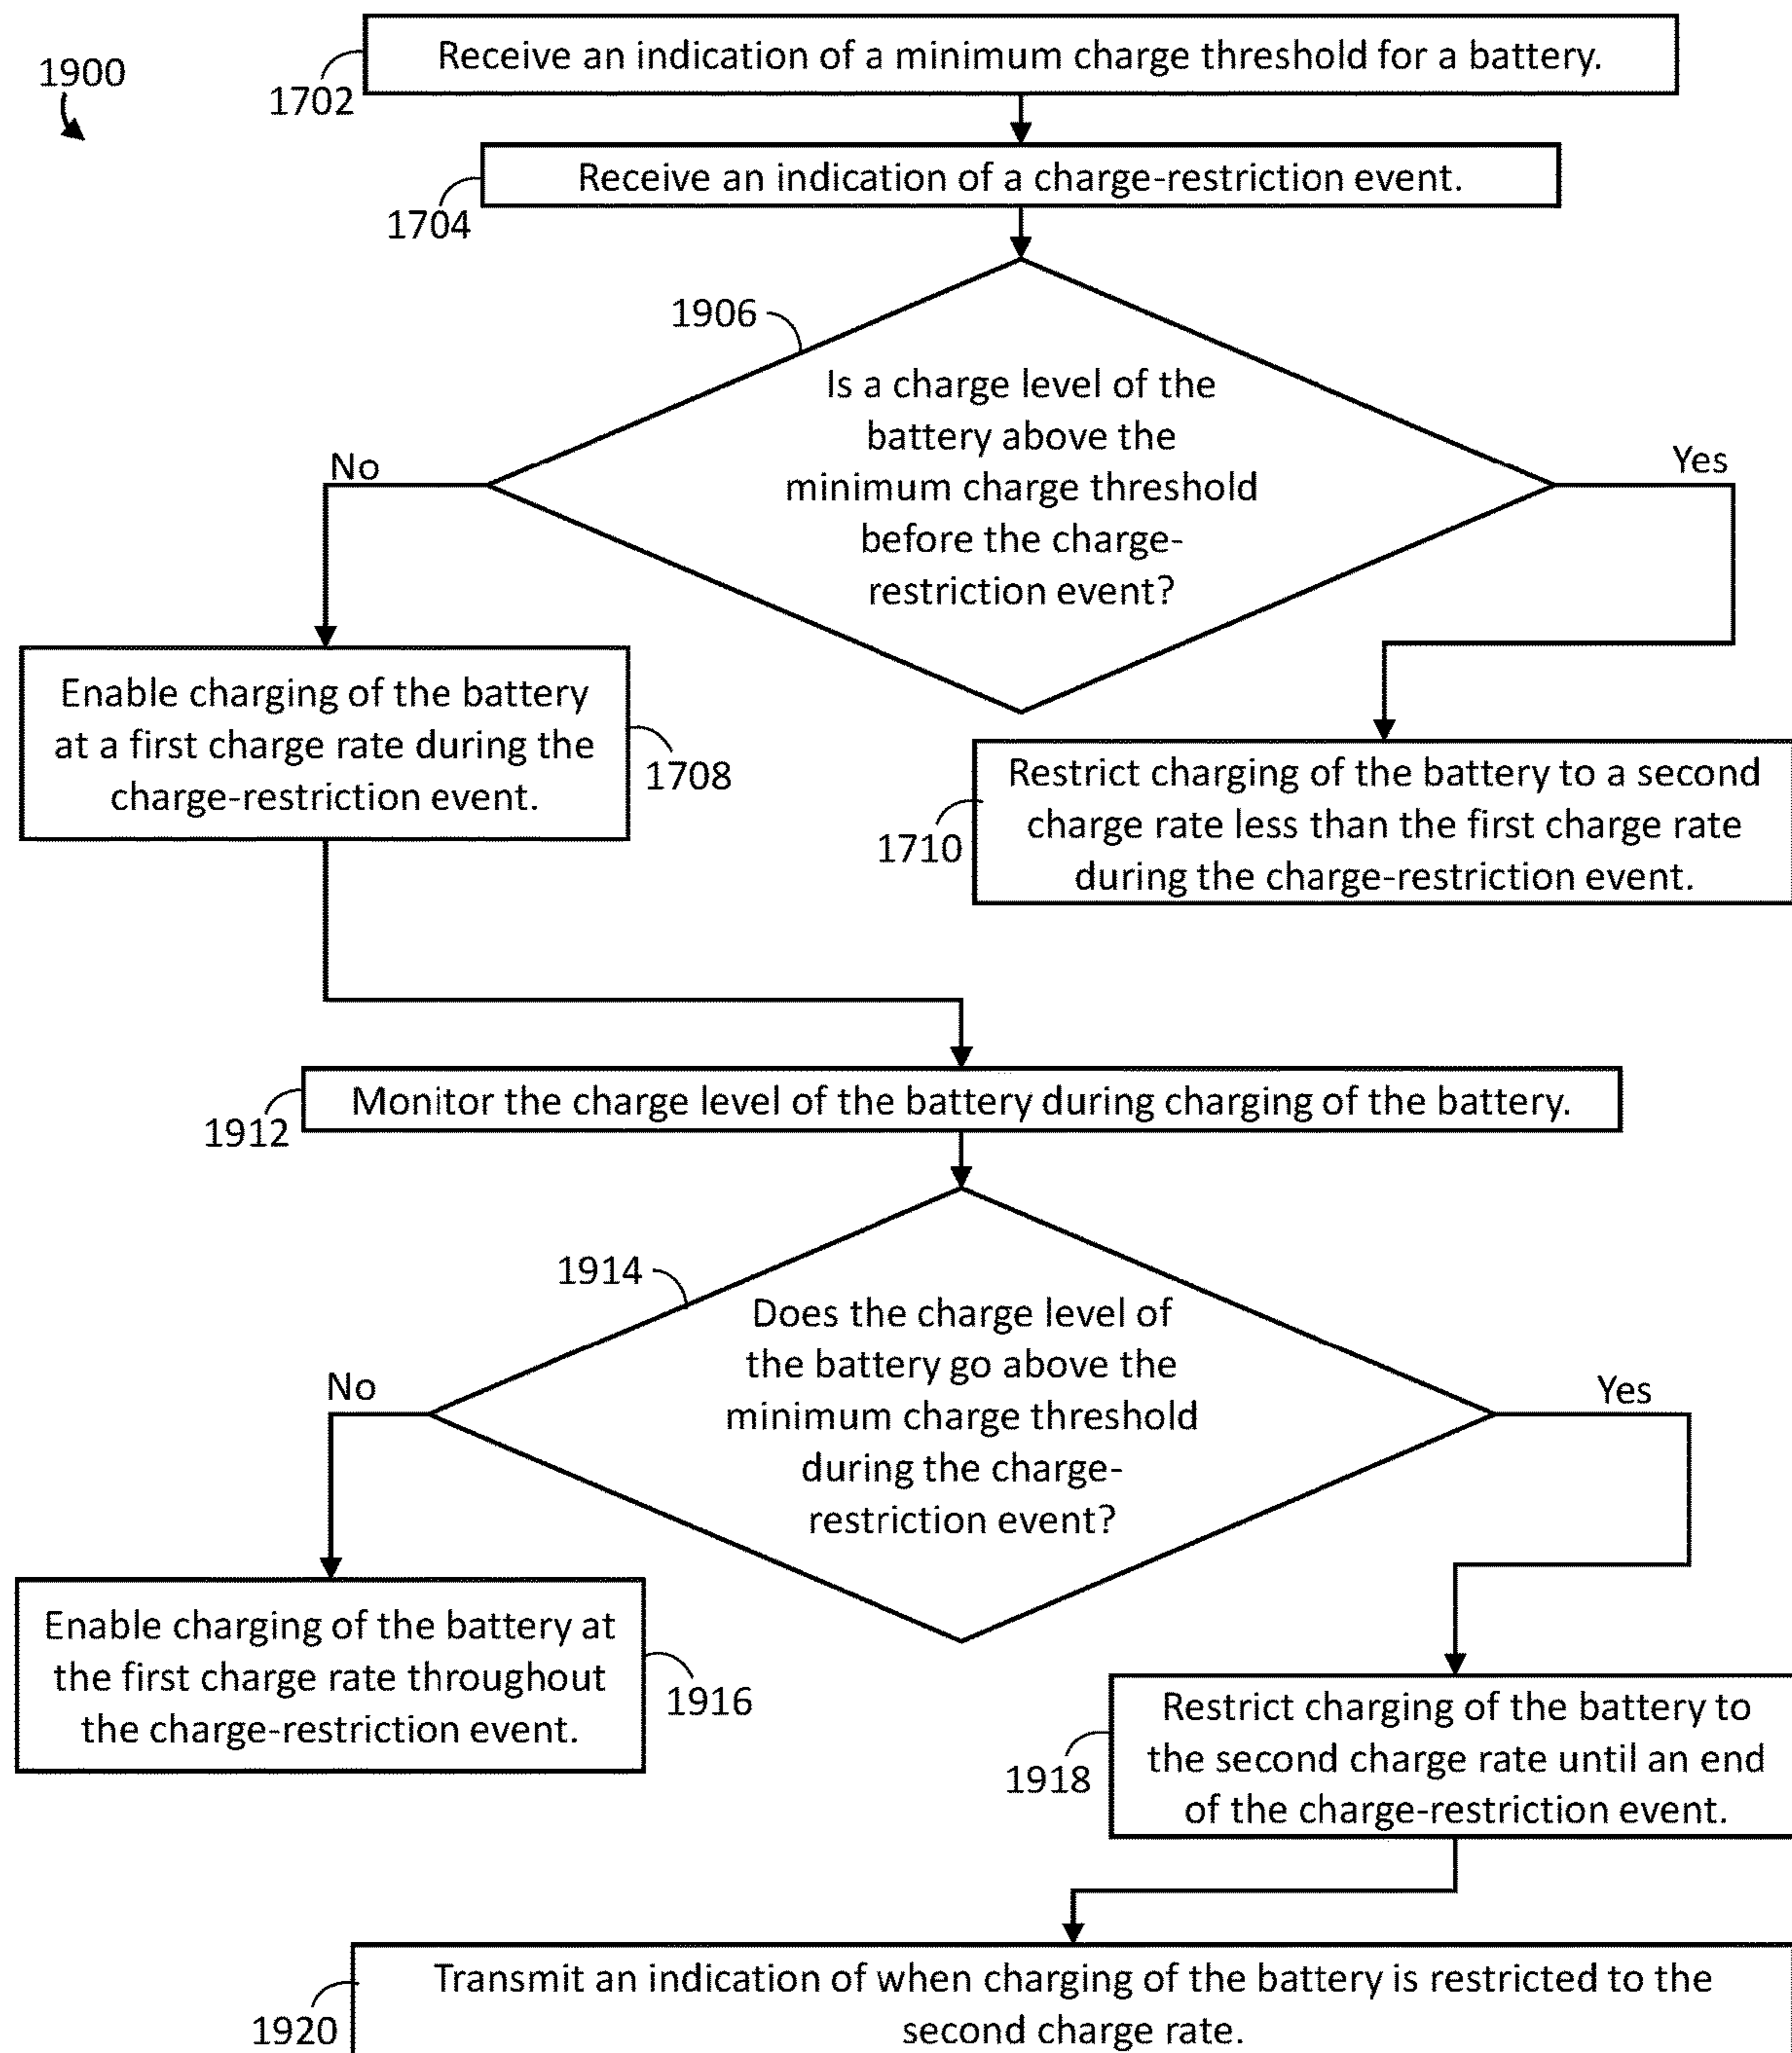 1900
Receive an indication of a minimum charge threshold for a battery.
1702
Receive an indication of a charge-restriction event.
1704
1906
Is a charge level of the
battery above the
minimum charge threshold
before the charge-
restriction event?
No
Yes
Enable charging of the battery
at a first charge rate during the
charge-restriction event.
1708
Restrict charging of the battery to a second
charge rate less than the first charge rate
during the charge-restriction event.
1710
Monitor the charge level of the battery during charging of the battery.
1912
1914
Does the charge level of
the battery go above the
minimum charge threshold
during the charge-
restriction event?
No
Yes
Enable charging of the battery at
the first charge rate throughout
the charge-restriction event.
1916
Restrict charging of the battery to
the second charge rate until an end
of the charge-restriction event.
1918
Transmit an indication of when charging of the battery is restricted to the
second charge rate.
1920